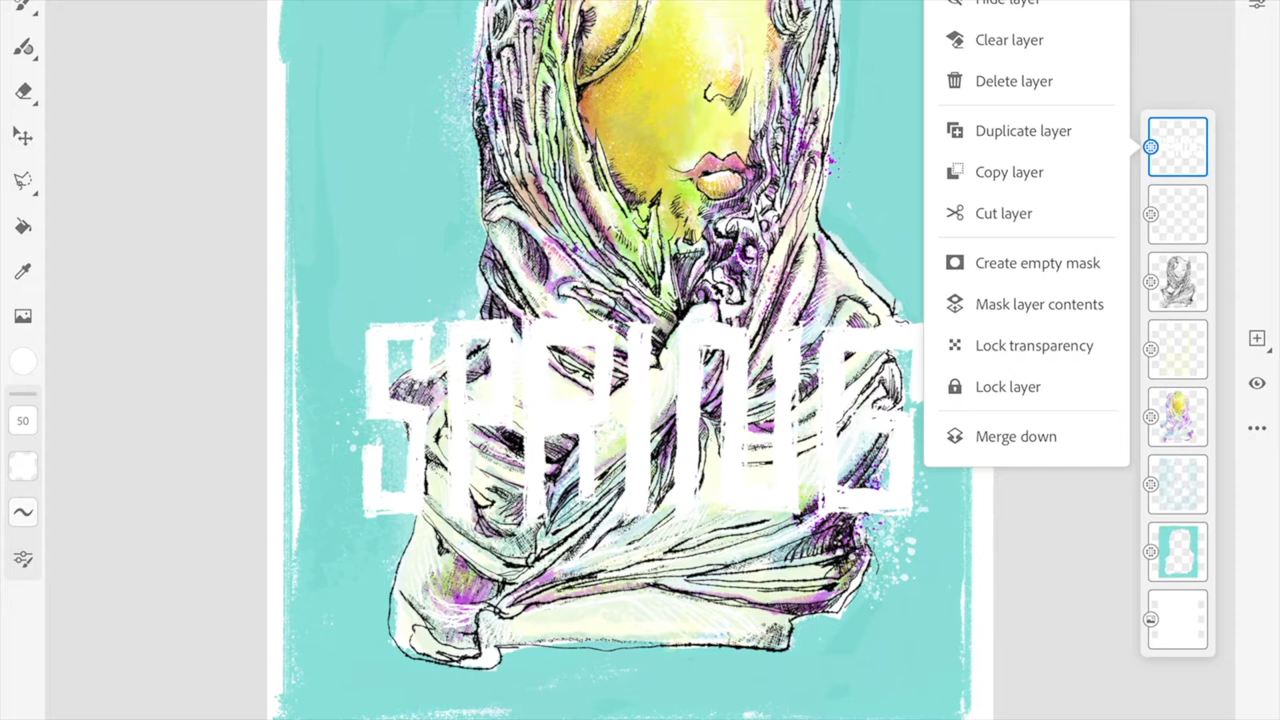 Hide layer
Clear layer
Delete layer
Duplicate layer
Copy layer
Cut layer
Create empty mask
Mask layer contents
Lock transparency
Lock layer
Merge down
50